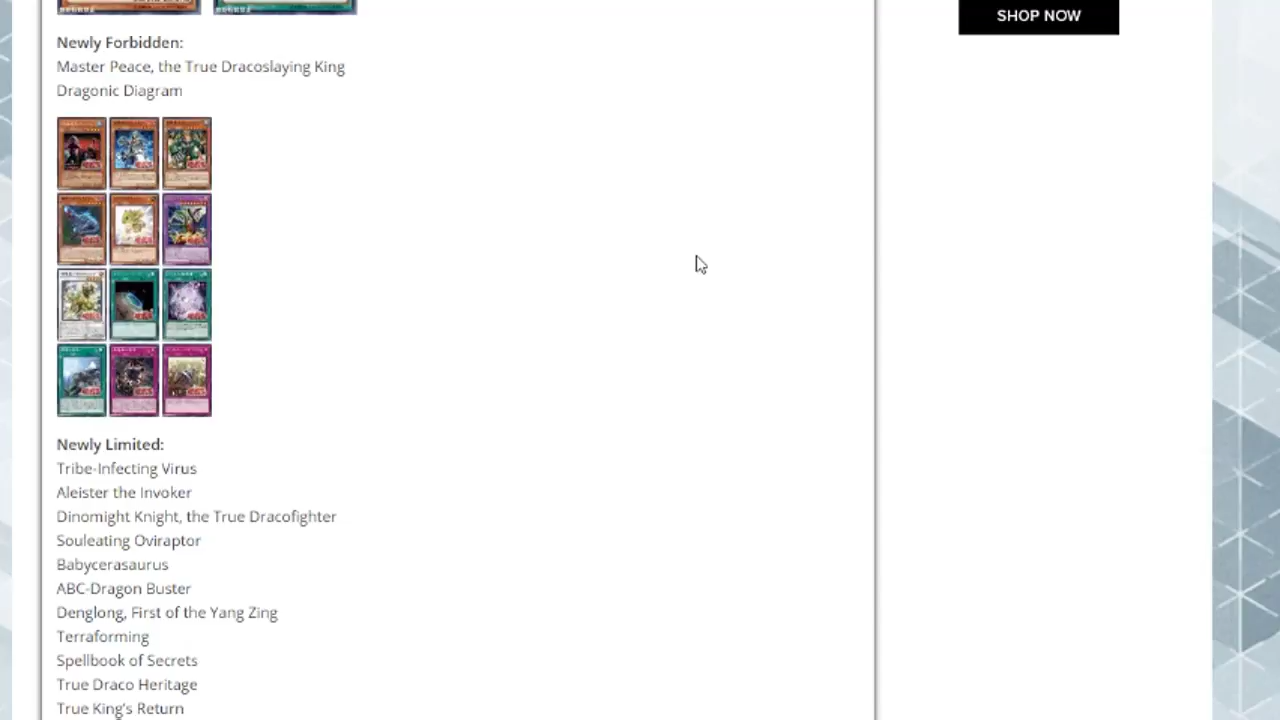 SHOP NOW
Newly Forbidden:
Master Peace, the True Dracoslaying King
Dragonic Diagram
Newly Limited:
Tribe-Infecting Virus
Aleister the Invoker
Dinomight Knight, the True Dracofighter
Souleating Oviraptor
Babycerasaurus
ABC-Dragon Buster
Denglong, First of the Yang Zing
Terraforming
Spellbook of Secrets
True Draco Heritage
True King's Return